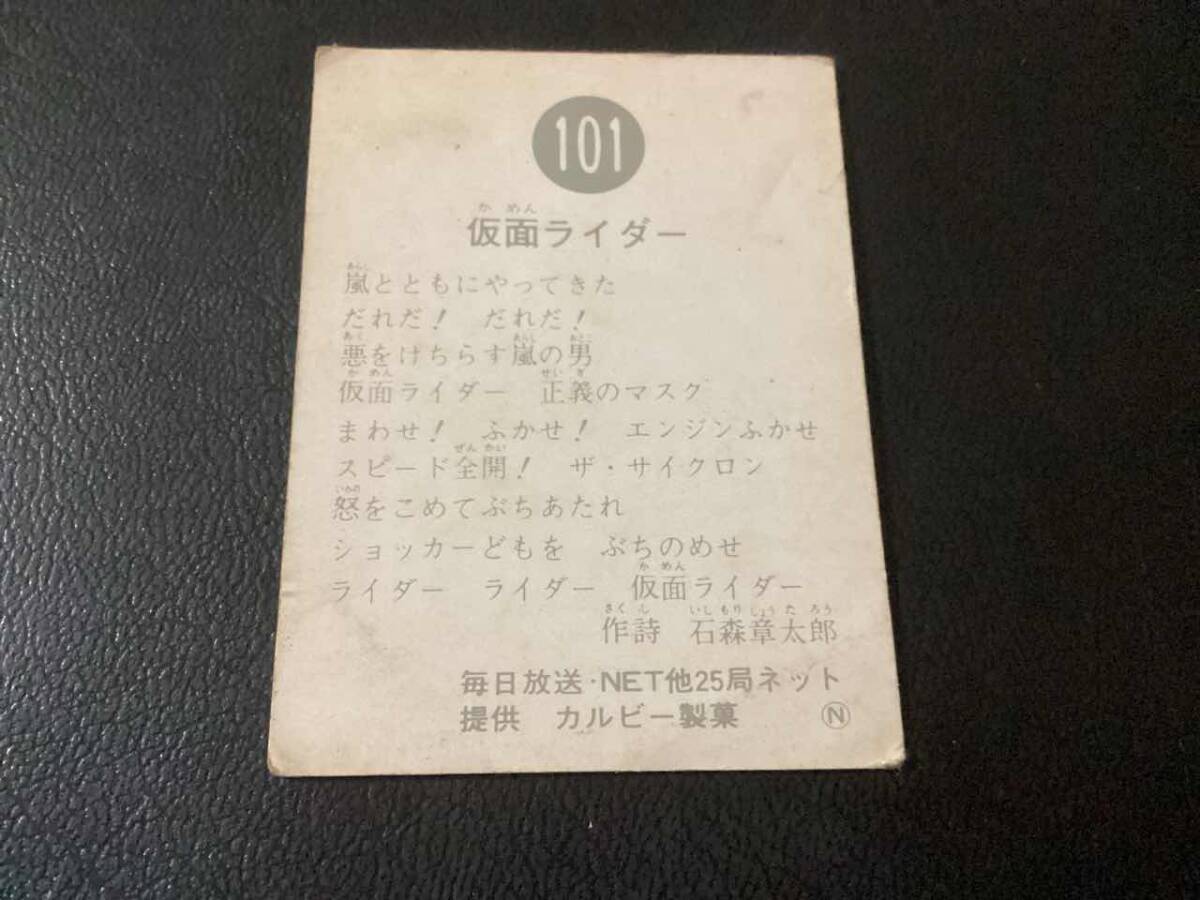 101
仮面ライダー
嵐とともにやってきた
だれだ！　だれだ！
悪をけちらす嵐の男
仮面ライダー　正義のマスク
まわせ！　ふかせ！　エンジンふかせ
スピード全開！　ザ・サイクロン
怒をこめてぶちあたれ
ショッカーどもを　ぶちのめせ
ライダー　ライダー　仮面ライダー
作詩　石森章太郎
毎日放送・NET他25局ネット
提供　カルビー製菓　Ⓝ